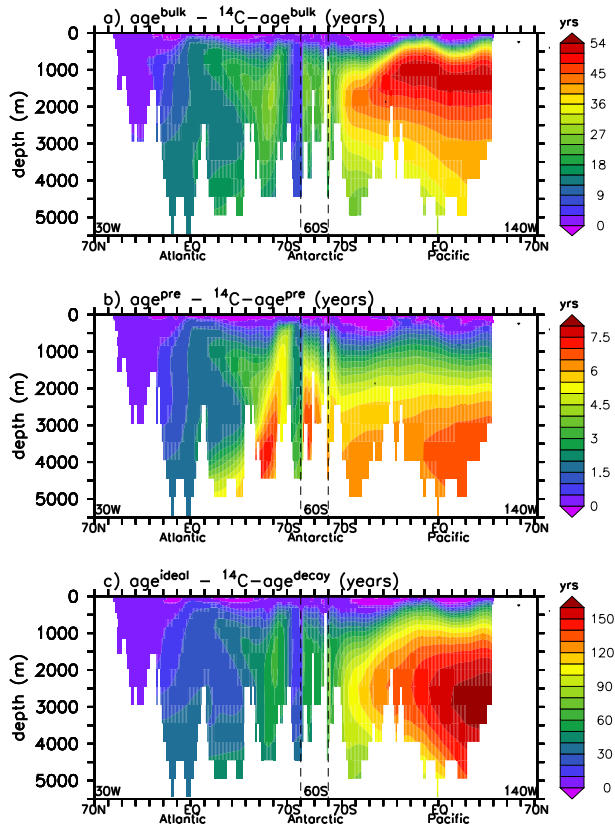 a) age^bulk − ^14C−age^bulk (years)
yrs
0
1000
2000
3000
4000
5000
depth (m)
54
45
36
27
18
9
0
30W
60S
140W
70N
EQ
70S
70S
EQ
70N
Atlantic
Antarctic
Pacific
b) age^pre − ^14C−age^pre (years)
yrs
0
1000
2000
3000
4000
5000
depth (m)
7.5
6
4.5
3
1.5
0
30W
60S
140W
70N
EQ
70S
70S
EQ
70N
Atlantic
Antarctic
Pacific
c) age^ideal − ^14C−age^decay (years)
yrs
0
1000
2000
3000
4000
5000
depth (m)
150
120
90
60
30
0
30W
60S
140W
70N
EQ
70S
70S
EQ
70N
Atlantic
Antarctic
Pacific